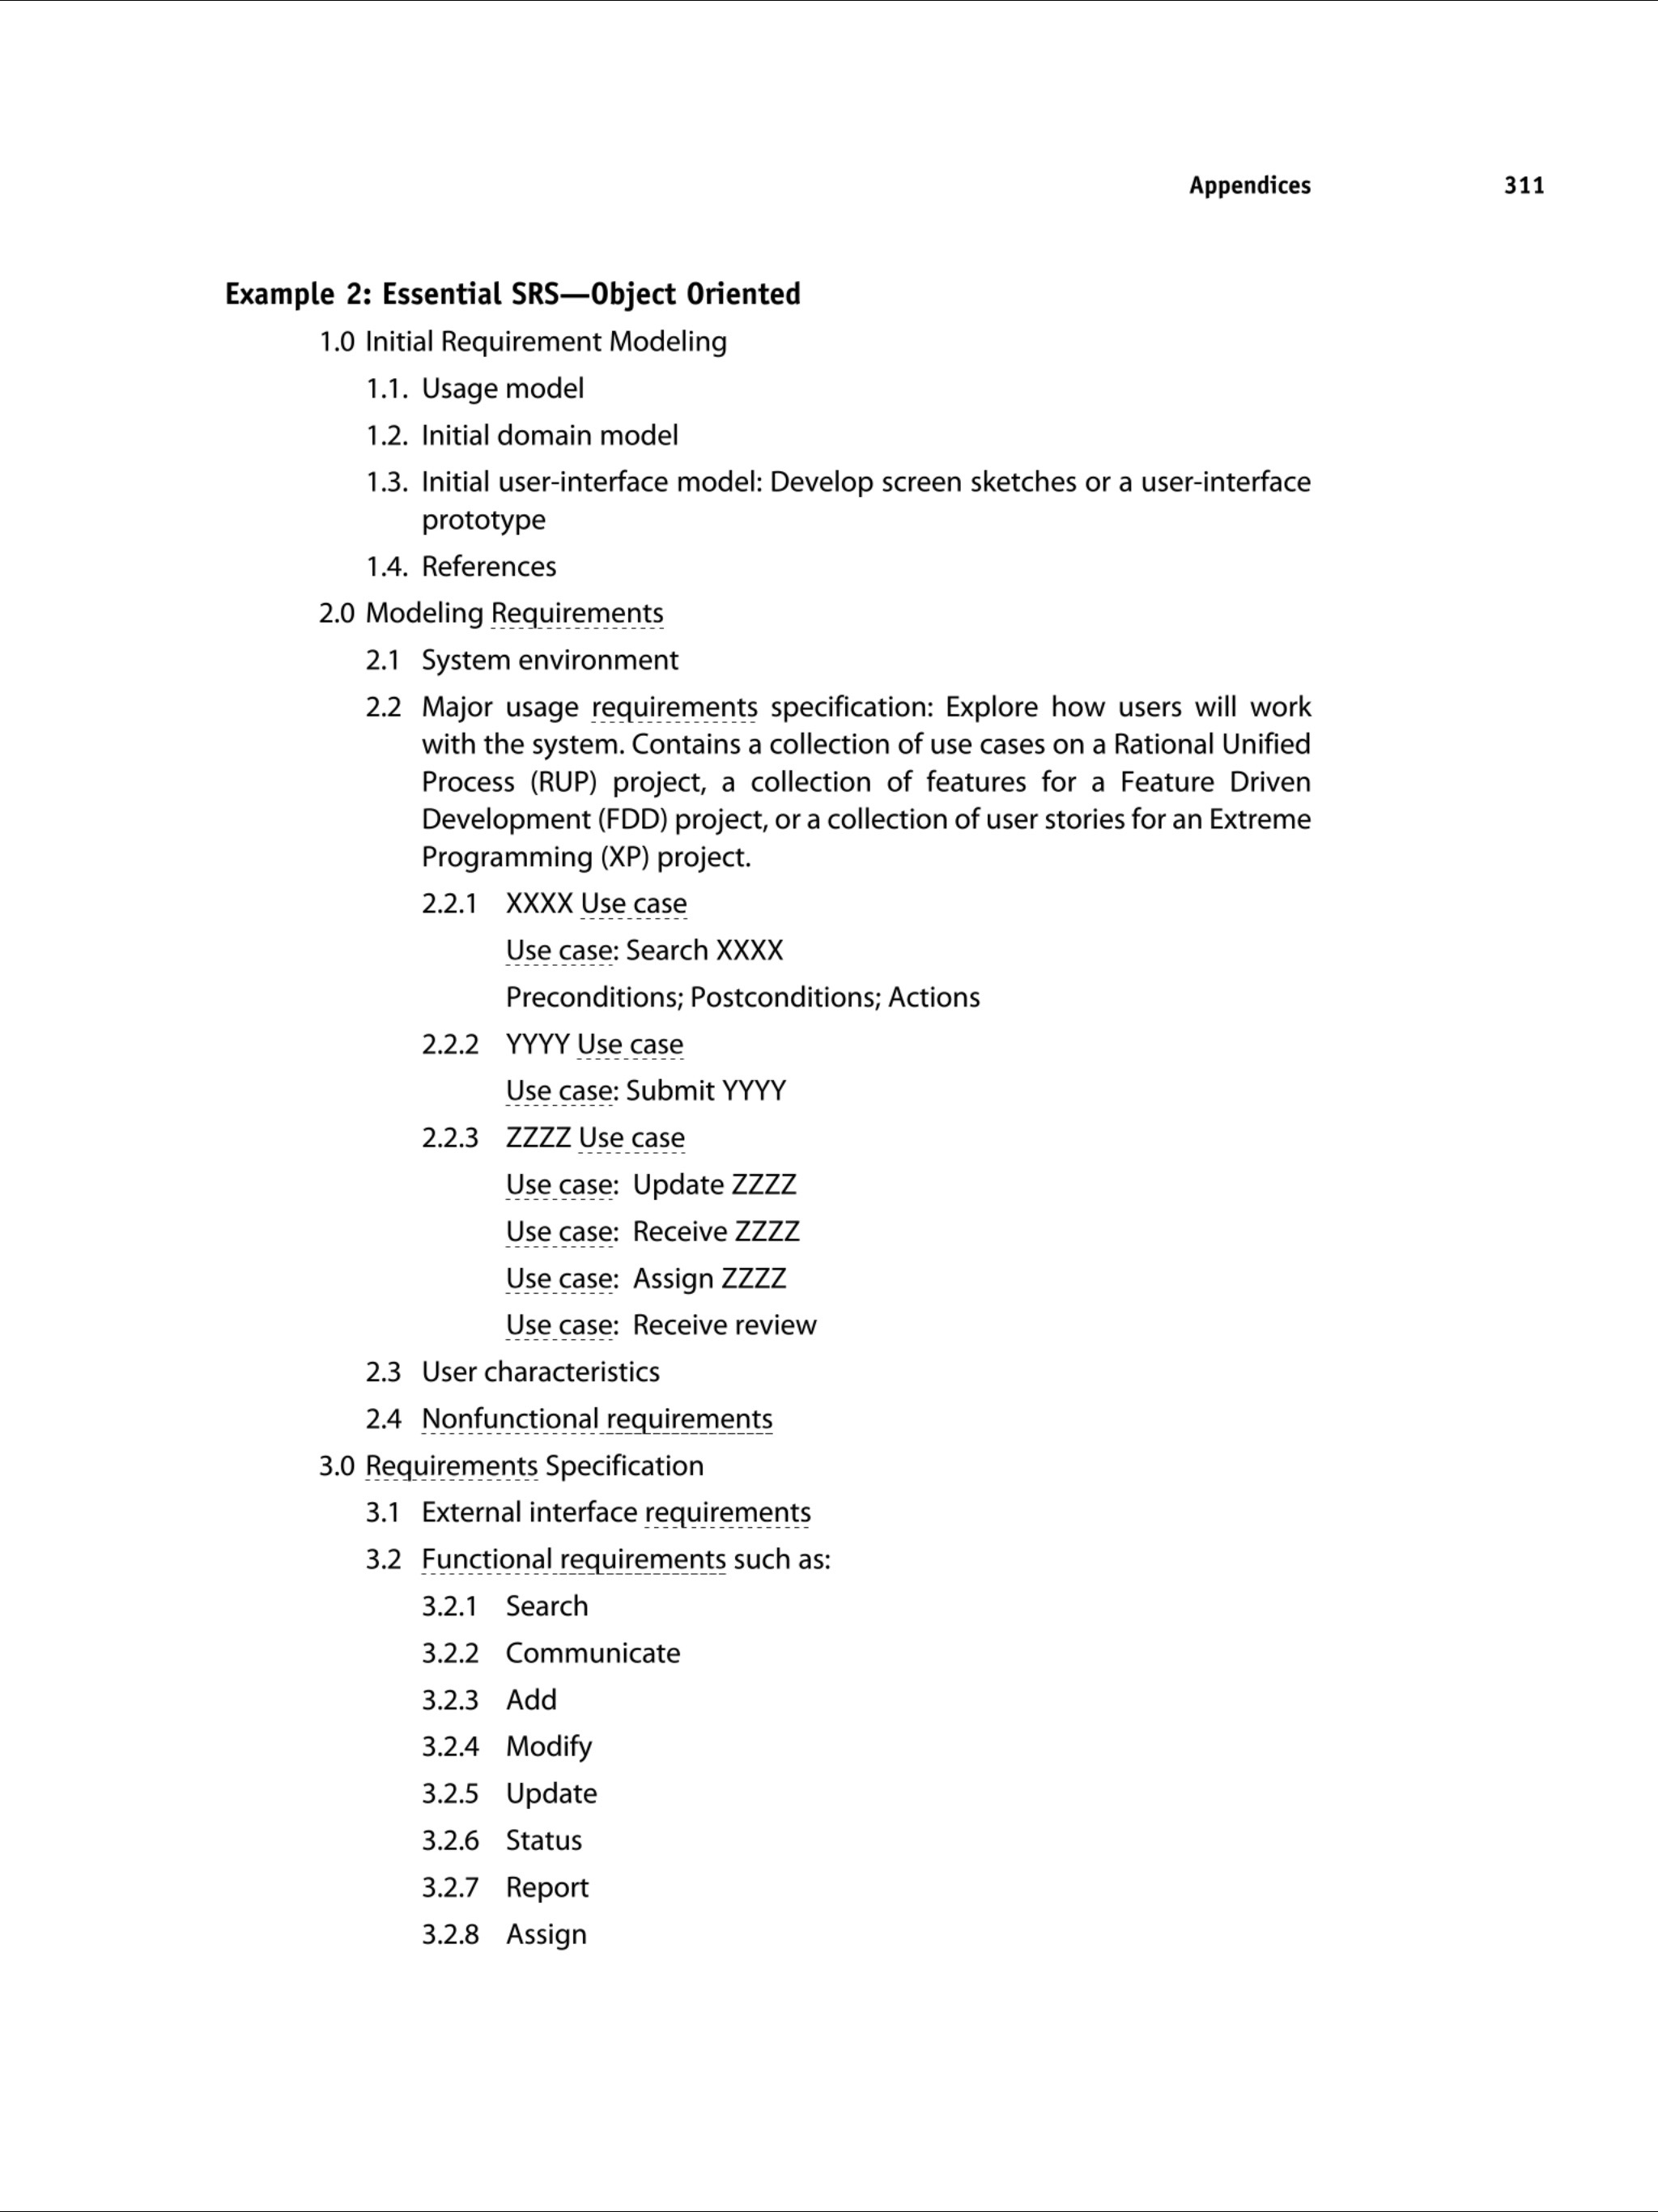 Appendices 311
Example 2: Essential SRS—Object Oriented
1.0 Initial Requirement Modeling
1.1. Usage model
1.2. Initial domain model
1.3. Initial user-interface model: Develop screen sketches or a user-interface
prototype
1.4. References
2.0 Modeling Requirements
2.1 System environment
2.2 Major usage requirements specification: Explore how users will work
with the system. Contains a collection of use cases on a Rational Unified
Process (RUP) project, a collection of features for a Feature Driven
Development (FDD) project, or a collection of user stories for an Extreme
Programming (XP) project.
2.2.1 XXXX Use case
Use case: Search XXXX
Preconditions; Postconditions; Actions
2.2.2 YYYY Use case
Use case: Submit YYYY
2.2.3 ZZZZ Use case
Use case: Update ZZZZ
Use case: Receive ZZZZ
Use case: Assign ZZZZ
Use case: Receive review
2.3 User characteristics
2.4 Nonfunctional requirements
3.0 Requirements Specification
3.1 External interface requirements
3.2 Functional requirements such as:
3.2.1 Search
3.2.2 Communicate
3.2.3 Add
3.2.4 Modify
3.2.5 Update
3.2.6 Status
3.2.7 Report
3.2.8 Assign